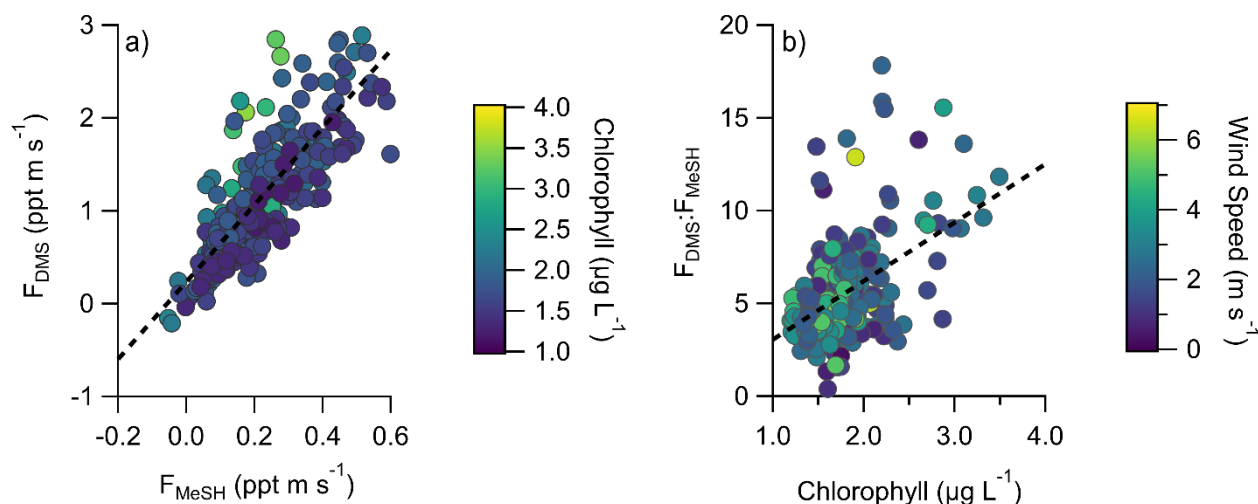 a)
3
2
1
0
-1
F_DMS (ppt m s⁻¹)
-0.2 0.0 0.2 0.4 0.6
F_MeSH (ppt m s⁻¹)
4.0
3.5
3.0
2.5
2.0
1.5
1.0
Chlorophyll (µg L⁻¹)
b)
20
15
10
5
0
F_DMS:F_MeSH
1.0 2.0 3.0 4.0
Chlorophyll (µg L⁻¹)
6
4
2
0
Wind Speed (m s⁻¹)